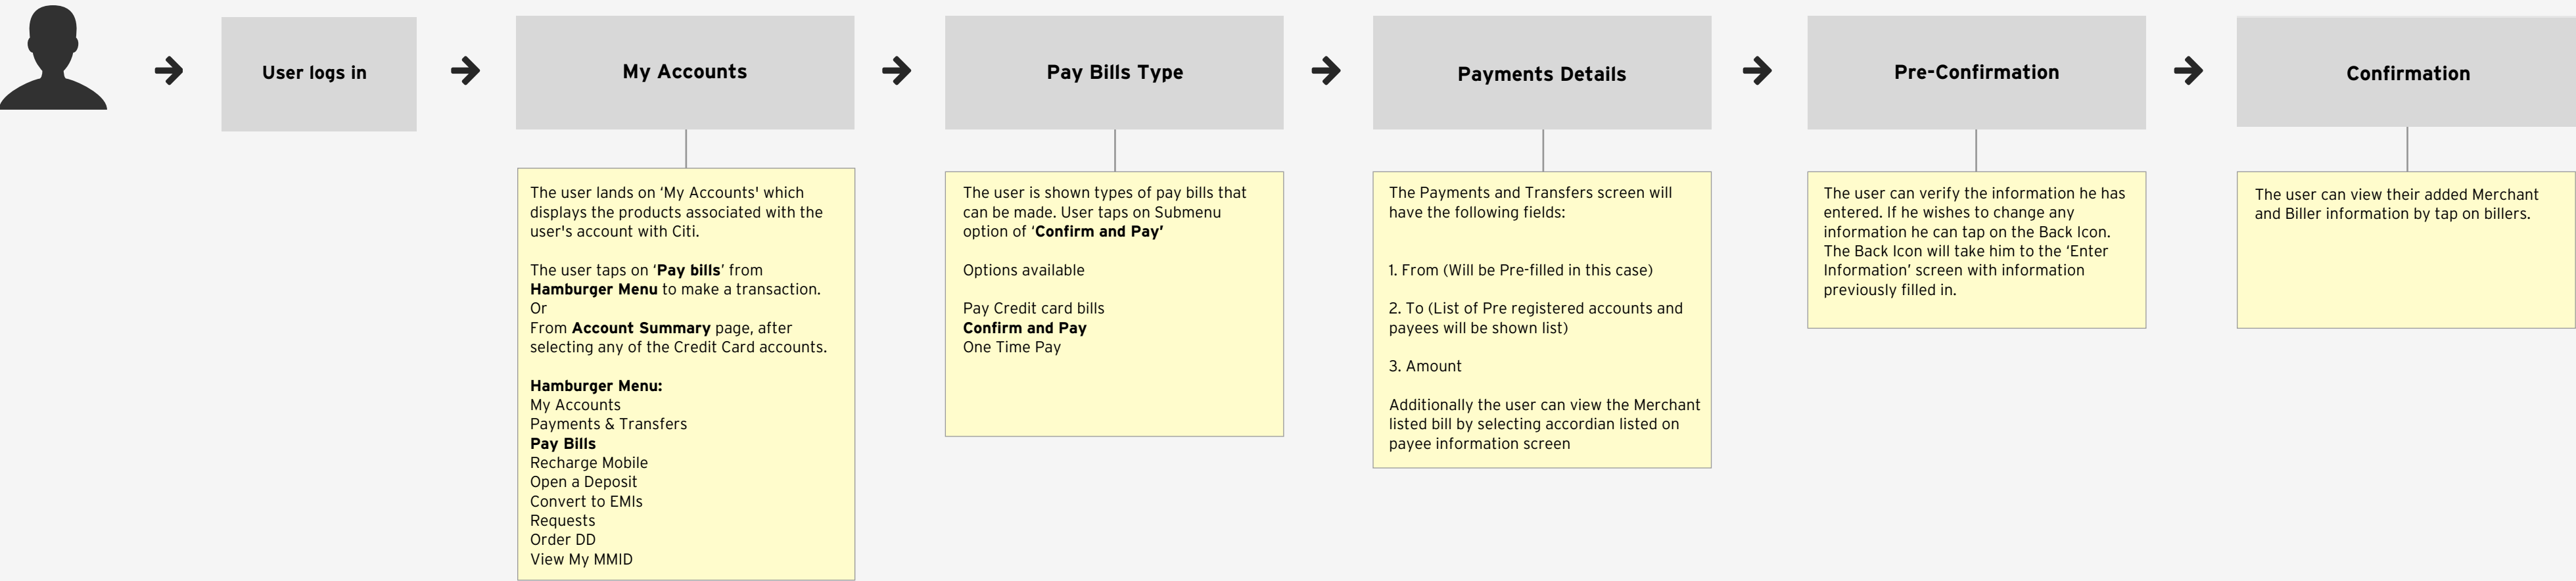 User logs in
My Accounts
Pay Bills Type
Payments Details
Pre-Confirmation
Confirmation
The user lands on ‘My Accounts' which
displays the products associated with the
user's account with Citi.
The user taps on ‘Pay bills’ from
Hamburger Menu to make a transaction.
Or
From Account Summary page, after
selecting any of the Credit Card accounts.
Hamburger Menu:
My Accounts
Payments & Transfers
Pay Bills
Recharge Mobile
Open a Deposit
Convert to EMIs
Requests
Order DD
View My MMID
The user is shown types of pay bills that
can be made. User taps on Submenu
option of ‘Confirm and Pay’
Options available
Pay Credit card bills
Confirm and Pay
One Time Pay
The Payments and Transfers screen will
have the following fields:
1. From (Will be Pre-filled in this case)
2. To (List of Pre registered accounts and
payees will be shown list)
3. Amount
Additionally the user can view the Merchant
listed bill by selecting accordian listed on
payee information screen
The user can verify the information he has
entered. If he wishes to change any
information he can tap on the Back Icon.
The Back Icon will take him to the ‘Enter
Information’ screen with information
previously filled in.
The user can view their added Merchant
and Biller information by tap on billers.